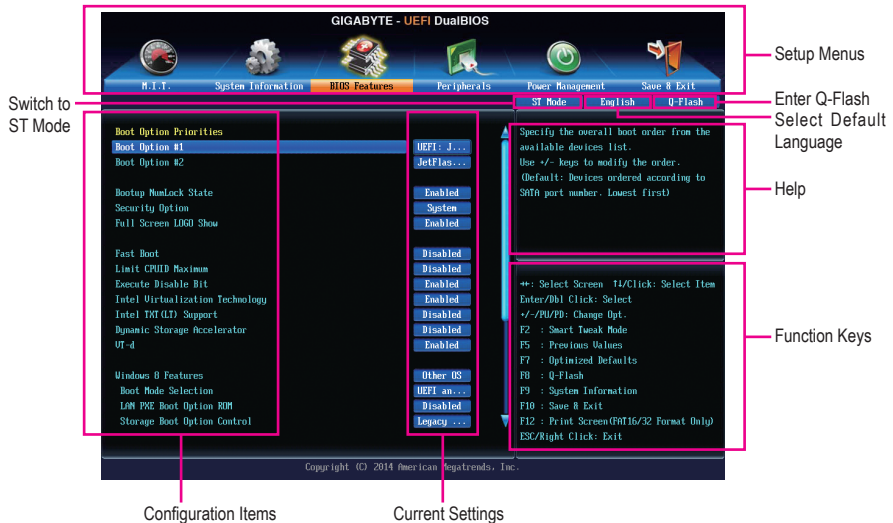 GIGABYTE - UEFI DualBIOS
Setup Menus
M.I.T. System Information BIOS Features Peripherals Power Management Save & Exit
Switch to
ST Mode
ST Mode English Q-Flash
Enter Q-Flash
Select Default
Language
Boot Option Priorities
Boot Option #1 UEFI: J...
Boot Option #2 JetFlas...
Bootup NumLock State Enabled
Security Option System
Full Screen LOGO Show Enabled
Fast Boot Disabled
Limit CPUID Maximum Disabled
Execute Disable Bit Enabled
Intel Virtualization Technology Enabled
Intel TXT(LT) Support Disabled
Dynamic Storage Accelerator Disabled
VT-d Enabled
Windows 8 Features Other OS
Boot Mode Selection UEFI an...
LAN PXE Boot Option ROM Disabled
Storage Boot Option Control Legacy ...
Specify the overall boot order from the
available devices list.
Use +/- keys to modify the order.
(Default: Devices ordered according to
SATA port number. Lowest first)
Help
→←: Select Screen ↑↓/Click: Select Item
Enter/Dbl Click: Select
+/-/PU/PD: Change Opt.
F2 : Smart Tweak Mode
F5 : Previous Values
F7 : Optimized Defaults
F8 : Q-Flash
F9 : System Information
F10 : Save & Exit
F12 : Print Screen(FAT16/32 Format Only)
ESC/Right Click: Exit
Function Keys
Copyright (C) 2014 American Megatrends, Inc.
Configuration Items
Current Settings